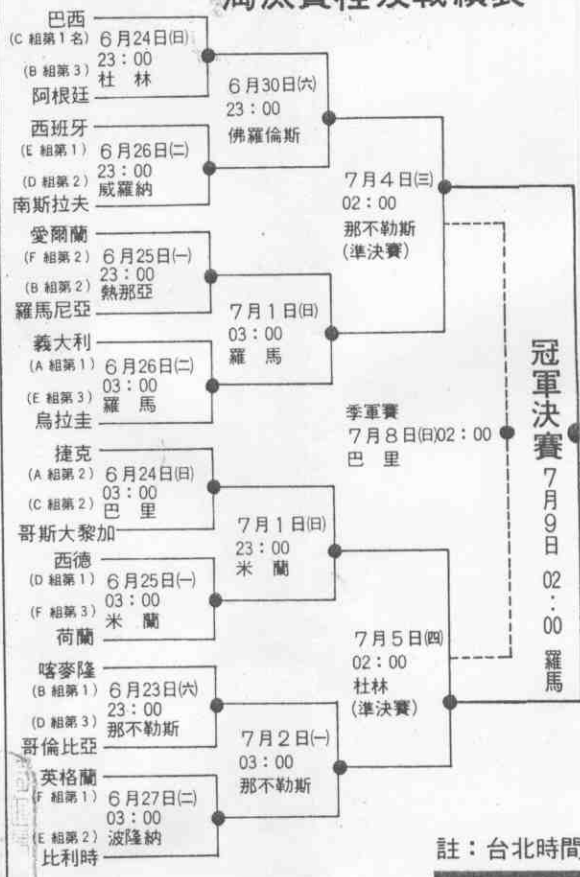 淘汰賽程及戰績表
巴西
(C 組第1名) 6月24日(日)
23：00
(B 組第3) 杜 林
阿根廷
6月30日(六)
23：00
佛羅倫斯
西班牙
(E 組第1) 6月26日(二)
23：00
(D 組第2) 威羅納
南斯拉夫
7月4日(三)
02：00
那不勒斯
(準決賽)
愛爾蘭
(F 組第2) 6月25日(一)
23：00
(B 組第2) 熱那亞
羅馬尼亞
7月1日(日)
03：00
羅 馬
義大利
(A 組第1) 6月26日(二)
03：00
(E 組第3) 羅 馬
烏拉圭
季軍賽
7月8日(日)02：00
巴 里
冠軍決賽 7月9日 02：00 羅馬
捷克
(A 組第2) 6月24日(日)
03：00
(C 組第2) 巴 里
哥斯大黎加
7月1日(日)
23：00
米 蘭
西德
(D 組第1) 6月25日(一)
03：00
(F 組第3) 米 蘭
荷蘭
7月5日(四)
02：00
杜林
(準決賽)
喀麥隆
(B 組第1) 6月23日(六)
23：00
(D 組第3) 那不勒斯
哥倫比亞
7月2日(一)
03：00
那不勒斯
英格蘭
(F 組第1) 6月27日(二)
03：00
(E 組第2) 波隆納
比利時
註：台北時間